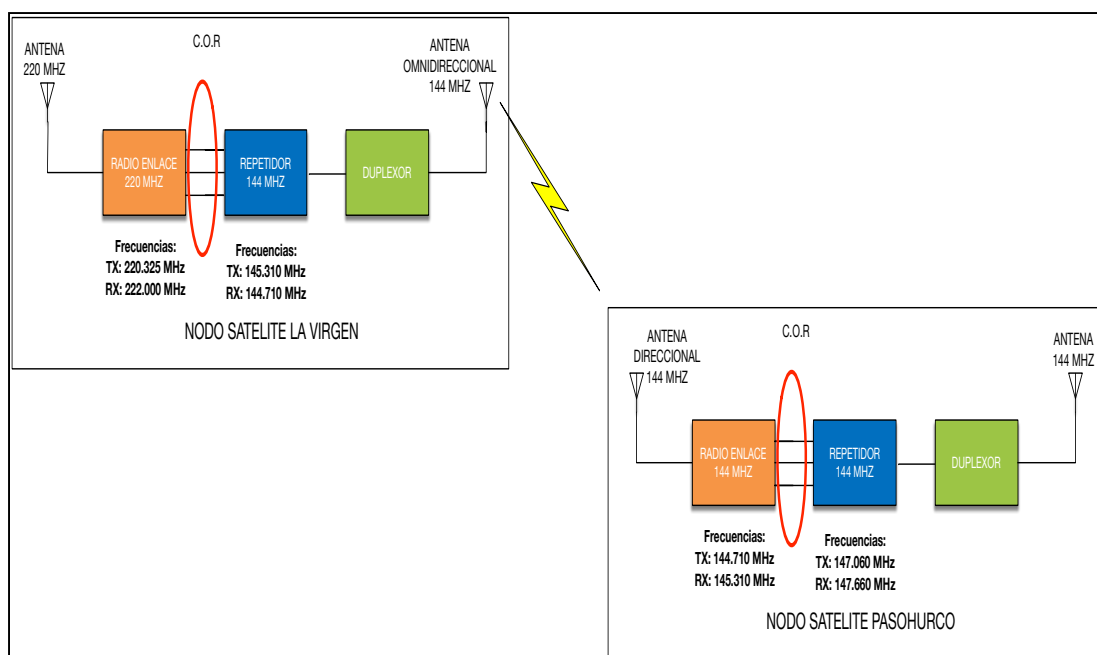 ANTENA
220 MHZ
C.O.R
ANTENA
OMNIDIRECCIONAL
144 MHZ
RADIO ENLACE
220 MHZ
REPETIDOR
144 MHZ
DUPLEXOR
Frecuencias:
TX: 220.325 MHz
RX: 222.000 MHz
Frecuencias:
TX: 145.310 MHz
RX: 144.710 MHz
NODO SATELITE LA VIRGEN
ANTENA
DIRECCIONAL
144 MHZ
C.O.R
ANTENA
144 MHZ
RADIO ENLACE
144 MHZ
REPETIDOR
144 MHZ
DUPLEXOR
Frecuencias:
TX: 144.710 MHz
RX: 145.310 MHz
Frecuencias:
TX: 147.060 MHz
RX: 147.660 MHz
NODO SATELITE PASOHURCO